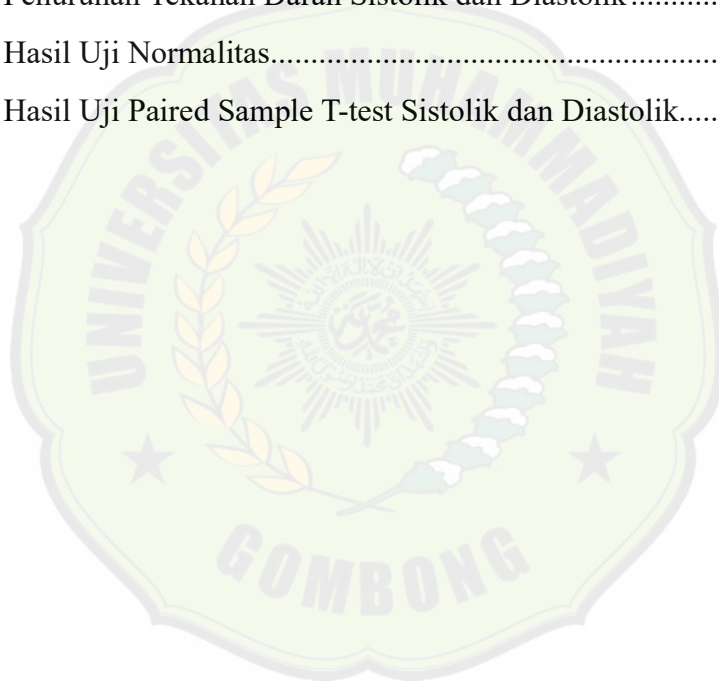 Penurunan Tekanan Darah Sistolik dan Diastolik...........
Hasil Uji Normalitas.......................................................
Hasil Uji Paired Sample T-test Sistolik dan Diastolik.....
UNIVERSITAS MUHAMMADIYAH
GOMBONG